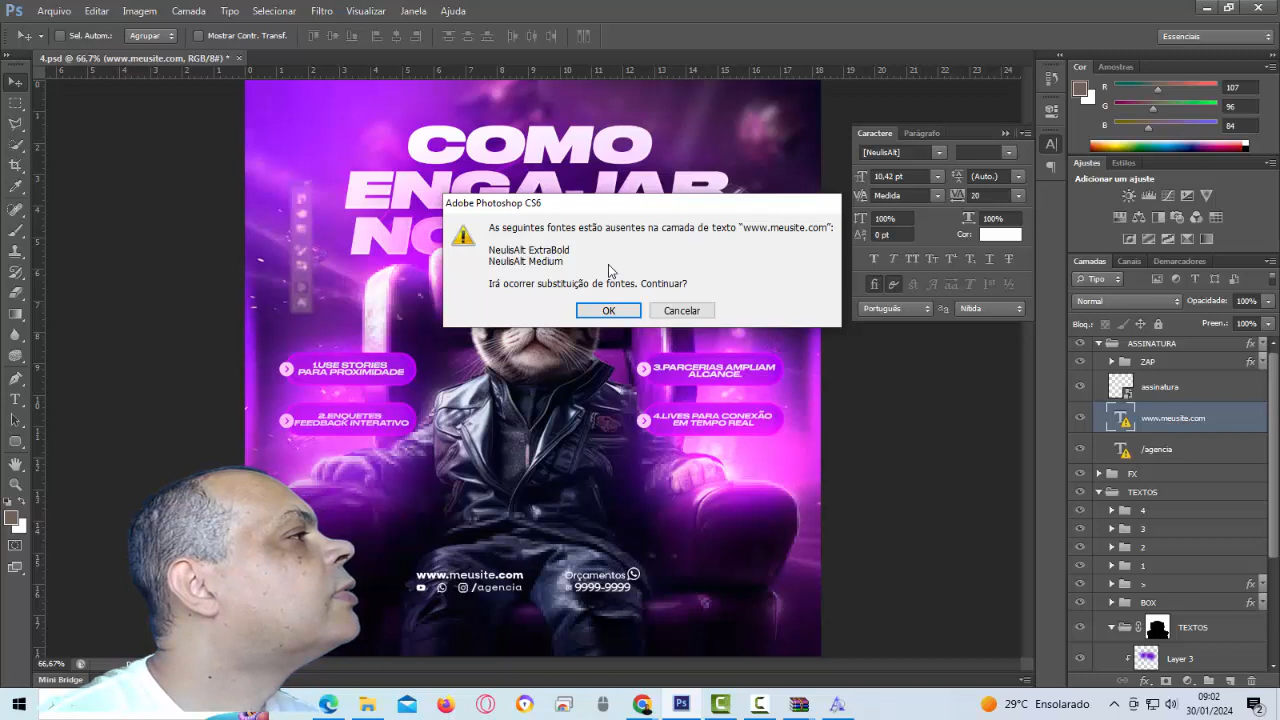 Ps Arquivo Editar Imagem Camada Tipo Selecionar Filtro Visualizar Janela Ajuda
Selec. Autom.: Agrupar Mostrar Contr. Transf. Essenciais
4.psd @ 66,7% (www.meusite.com, RGB/8#) *
Cor Amostras
R 107
G 96
B 84
Caractere Parágrafo
[NeulisAlt]
10,42 pt (Auto.)
Media 20
100% 100%
0 pt Cor:
Português Nítida
Ajustes Estilos
Adicionar um ajuste
Camadas Canais Demarcadores
Tipo
Normal Opacidade: 100%
Bloq.: Preen.: 100%
ASSINATURA
ZAP
assinatura
www.meusite.com
/agencia
FX
TEXTOS
4
3
2
1
BOX
TEXTOS
Layer 3
COMO
ENGAJAR
Adobe Photoshop CS6
As seguintes fontes estão ausentes na camada de texto "www.meusite.com":
NeulisAlt ExtraBold
NeulisAlt Medium
Irá ocorrer substituição de fontes. Continuar?
OK Cancelar
1.USE STORIES
PARA PROXIMIDADE
3.PARCERIAS AMPLIAM
ALCANCE.
2.ENQUETES
FEEDBACK INTERATIVO
4.LIVES PARA CONEXÃO
EM TEMPO REAL
www.meusite.com
/agencia
Orçamentos
9999-9999
66,67%
Mini Bridge
29°C Ensolarado
09:02
30/01/2024